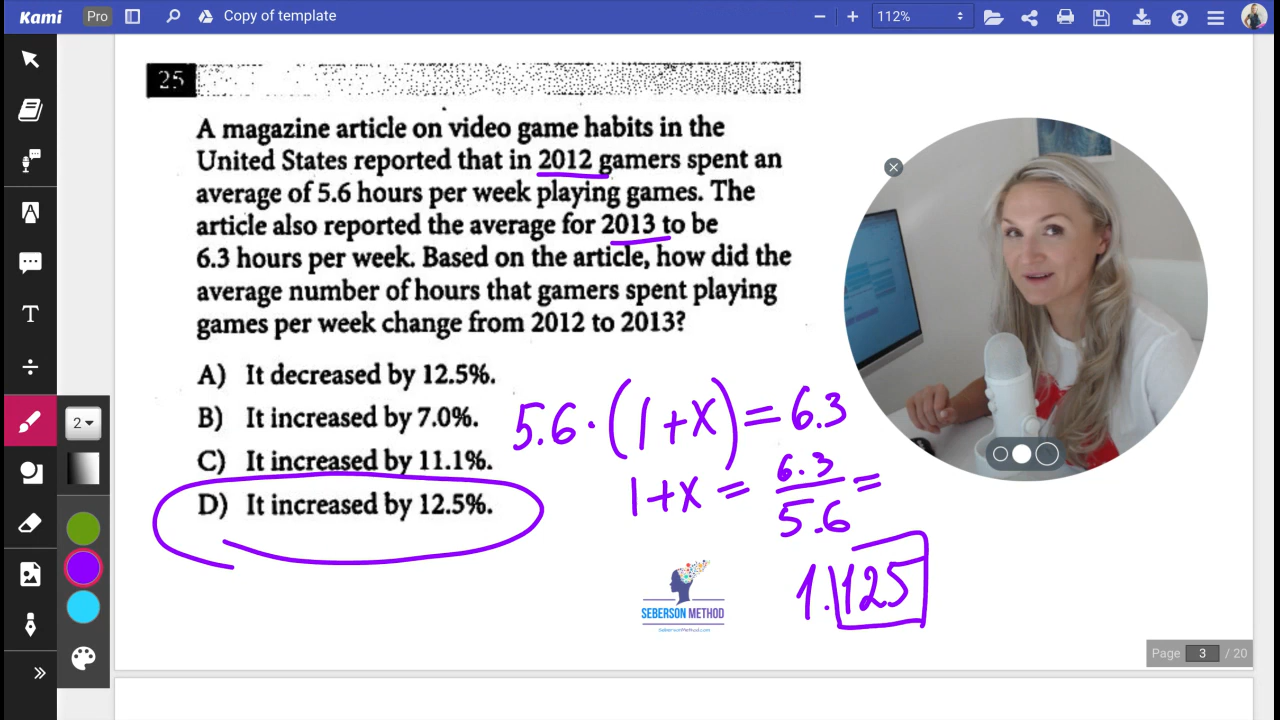 Kami
Pro
Copy of template
112%
25
A magazine article on video game habits in the
United States reported that in 2012 gamers spent an
average of 5.6 hours per week playing games. The
article also reported the average for 2013 to be
6.3 hours per week. Based on the article, how did the
average number of hours that gamers spent playing
games per week change from 2012 to 2013?
A) It decreased by 12.5%.
B) It increased by 7.0%.
C) It increased by 11.1%.
D) It increased by 12.5%.
5.6 · (1+x) = 6.3
1+x = 6.3/5.6 =
1.125
2
SEBERSON METHOD
SebersonMethod.com
Page 3 / 20